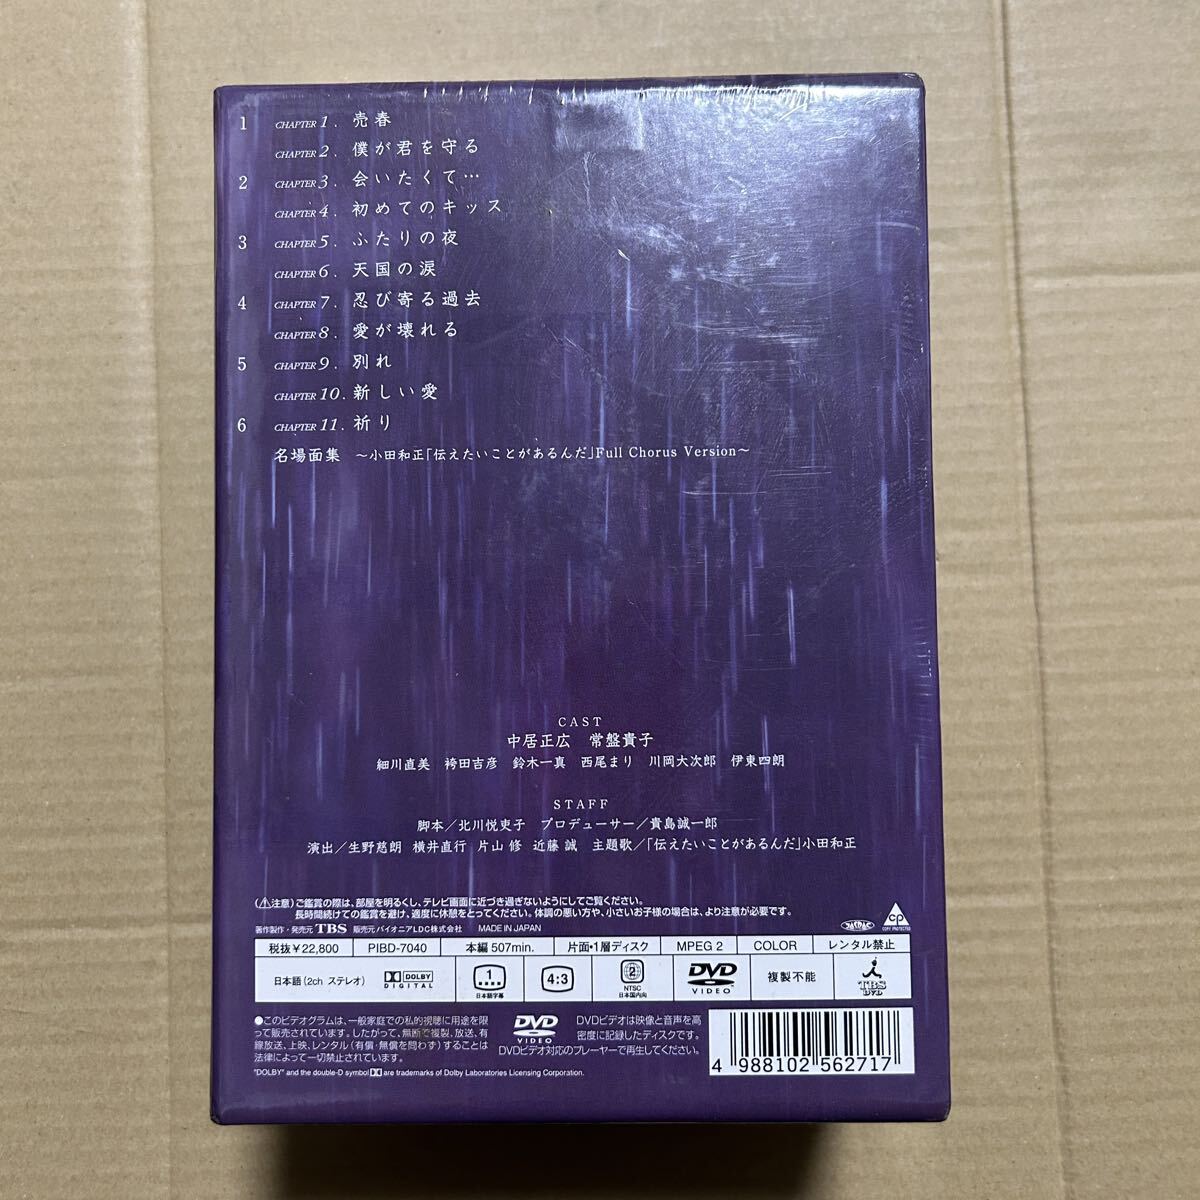 1 CHAPTER 1. 売春
CHAPTER 2. 僕が君を守る
2 CHAPTER 3. 会いたくて…
CHAPTER 4. 初めてのキッス
3 CHAPTER 5. ふたりの夜
CHAPTER 6. 天国の涙
4 CHAPTER 7. 忍び寄る過去
CHAPTER 8. 愛が壊れる
5 CHAPTER 9. 別れ
CHAPTER 10. 新しい愛
6 CHAPTER 11. 祈り
名場面集 ～小田和正「伝えたいことがあるんだ」Full Chorus Version～
CAST
中居正広 常盤貴子
細川直美 袴田吉彦 鈴木一真 西尾まり 川岡大次郎 伊東四朗
STAFF
脚本／北川悦吏子 プロデューサー／貴島誠一郎
演出／生野慈朗 横井直行 片山 修 近藤 誠 主題歌／「伝えたいことがあるんだ」小田和正
(⚠注意)ご鑑賞の際は、部屋を明るくし、テレビ画面に近づき過ぎないようにしてご覧ください。
長時間続けての鑑賞を避け、適度に休憩をとってください。体調の悪い方や、小さいお子様の場合は、より注意が必要です。
著作製作・発売元 TBS 販売元 パイオニアLDC株式会社 MADE IN JAPAN
CP COPY PROTECTED
税抜￥22,800 PIBD-7040 本編507min. 片面・1層ディスク MPEG 2 COLOR レンタル禁止
日本語(2ch ステレオ) DOLBY DIGITAL 1 日本語字幕 4:3 2 NTSC 日本国内向 DVD VIDEO 複製不能 TBS DVD
●このビデオグラムは、一般家庭での私的視聴に用途を限
って販売されています。したがって、無断で複製、放送、有
線放送、上映、レンタル(有償・無償を問わず)することは
法律によって一切禁止されています。
DVD VIDEO DVDビデオは映像と音声を高
密度に記録したディスクです。
DVDビデオ対応のプレーヤーで再生してください。
"DOLBY" and the double-D symbol are trademarks of Dolby Laboratories Licensing Corporation.
4 988102 562717